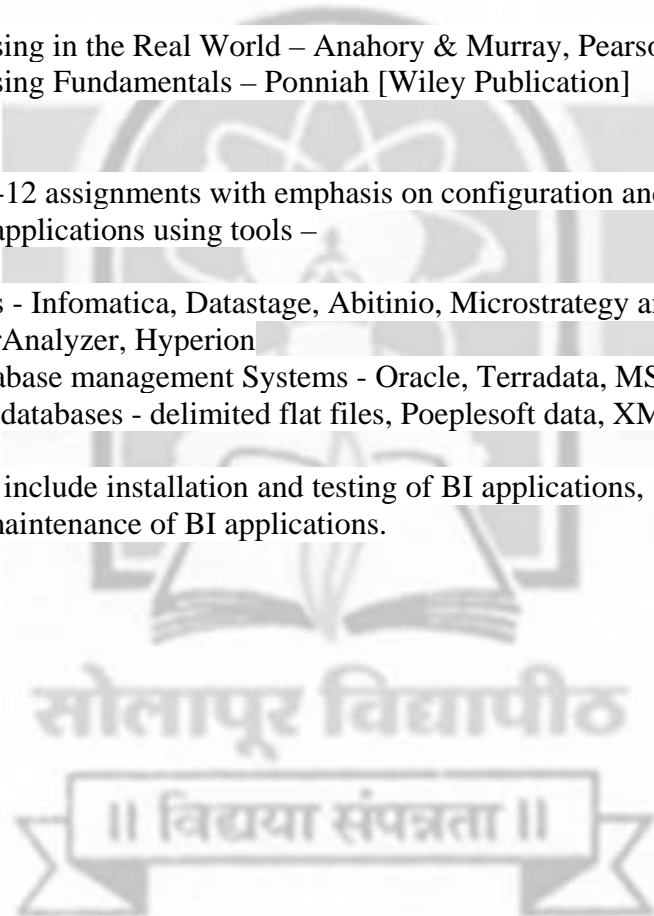 sing in the Real World – Anahory & Murray, Pearso
sing Fundamentals – Ponniah [Wiley Publication]
-12 assignments with emphasis on configuration and
applications using tools –
s - Infomatica, Datastage, Abitinio, Microstrategy a
rAnalyzer, Hyperion
abase management Systems - Oracle, Terradata, MS
databases - delimited flat files, Poeplesoft data, XM
include installation and testing of BI applications,
naintenance of BI applications.
सोलापूर विद्यापीठ
॥ विद्यया संपन्नता ॥